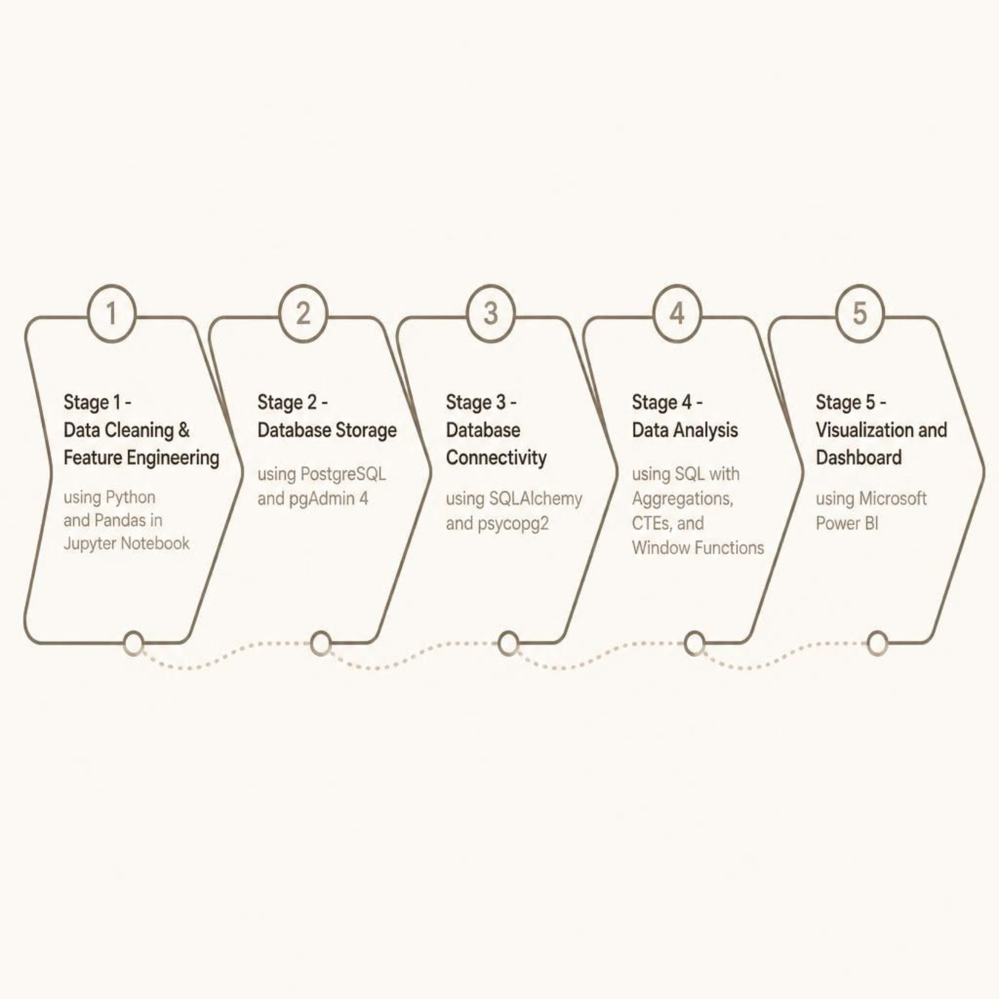 1
Stage 1 -
Data Cleaning &
Feature Engineering
using Python
and Pandas in
Jupyter Notebook
2
Stage 2 -
Database Storage
using PostgreSQL
and pgAdmin 4
3
Stage 3 -
Database
Connectivity
using SQLAlchemy
and psycopg2
4
Stage 4 -
Data Analysis
using SQL with
Aggregations,
CTEs, and
Window Functions
5
Stage 5 -
Visualization and
Dashboard
using Microsoft
Power BI